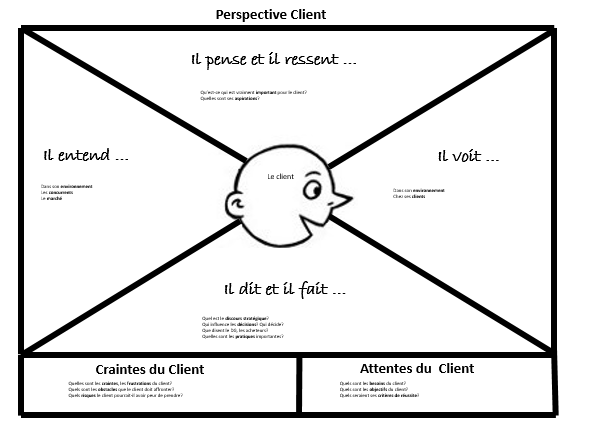 Perspective Client
Il pense et il ressent ...
Qu'est-ce qui est vraiment important pour le client?
Quelles sont ses aspirations?
Il entend ...
Dans son environnement
Les concurrents
Le marché
Le client
Il voit ...
Dans son environnement
Chez ses clients
Il dit et il fait ...
Quel est le discours stratégique?
Qui influence les décisions? Qui décide?
Que disent le DG, les acheteurs?
Quelles sont les pratiques importantes?
Craintes du Client
Quelles sont les craintes, les frustrations du client?
Quels sont les obstacles que le client doit affronter?
Quels risques le client pourrait-il avoir peur de prendre?
Attentes du Client
Quels sont les besoins du client?
Quels sont les objectifs du client?
Quels seraient ses critères de réussite?